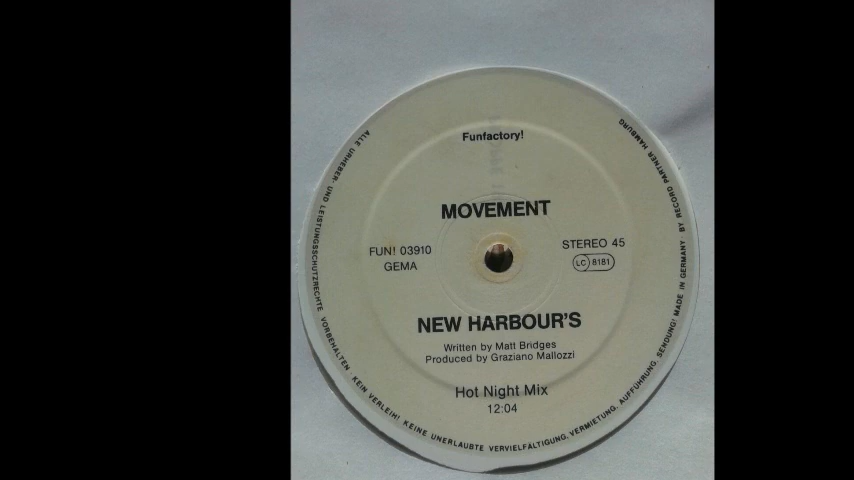 Funfactory!
MOVEMENT
FUN! 03910
GEMA
STEREO 45
LC 8181
NEW HARBOUR'S
Written by Matt Bridges
Produced by Graziano Mallozzi
Hot Night Mix
12:04
ALLE URHEBER- UND LEISTUNGSSCHUTZRECHTE VORBEHALTEN · KEIN VERLEIH! KEINE UNERLAUBTE VERVIELFÄLTIGUNG, VERMIETUNG, AUFFÜHRUNG, SENDUNG! MADE IN GERMANY · BY RECORD PARTNER HAMBURG